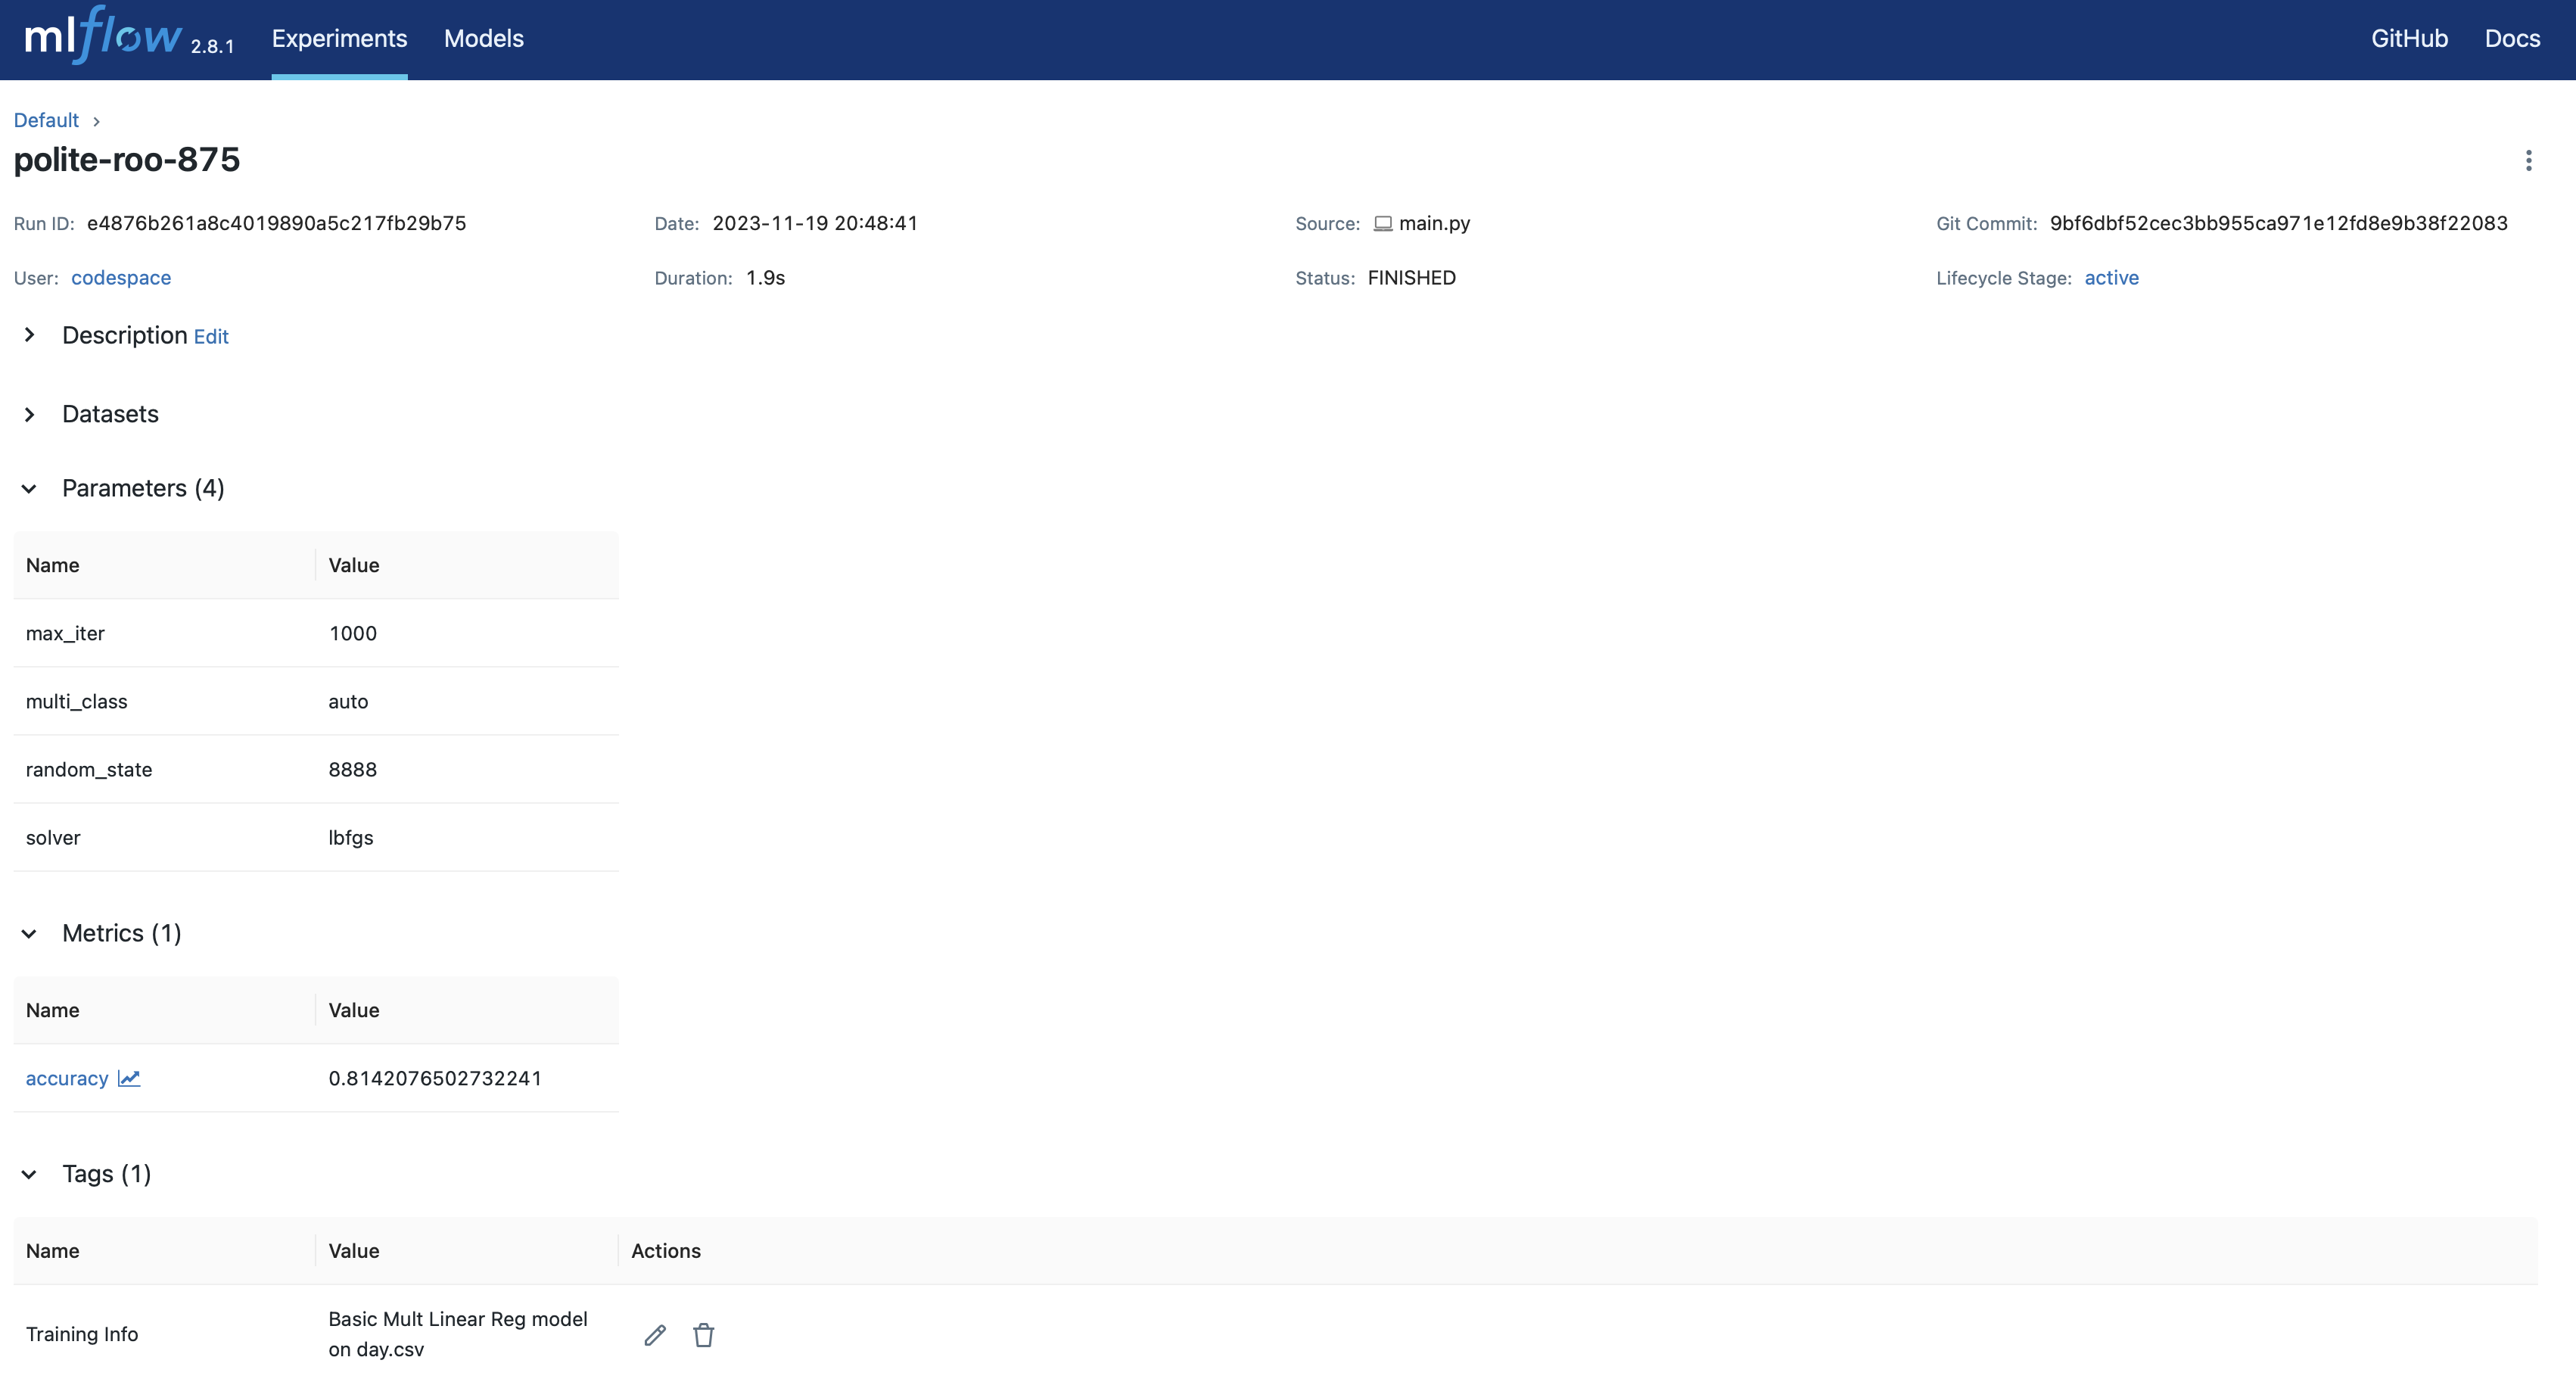 mlflow 2.8.1 Experiments Models GitHub Docs
Default
polite-roo-875
Run ID: e4876b261a8c4019890a5c217fb29b75 Date: 2023-11-19 20:48:41 Source: main.py Git Commit: 9bf6dbf52cec3bb955ca971e12fd8e9b38f22083
User: codespace Duration: 1.9s Status: FINISHED Lifecycle Stage: active
Description Edit
Datasets
Parameters (4)
Name Value
max_iter 1000
multi_class auto
random_state 8888
solver lbfgs
Metrics (1)
Name Value
accuracy 0.8142076502732241
Tags (1)
Name Value Actions
Training Info Basic Mult Linear Reg model
on day.csv